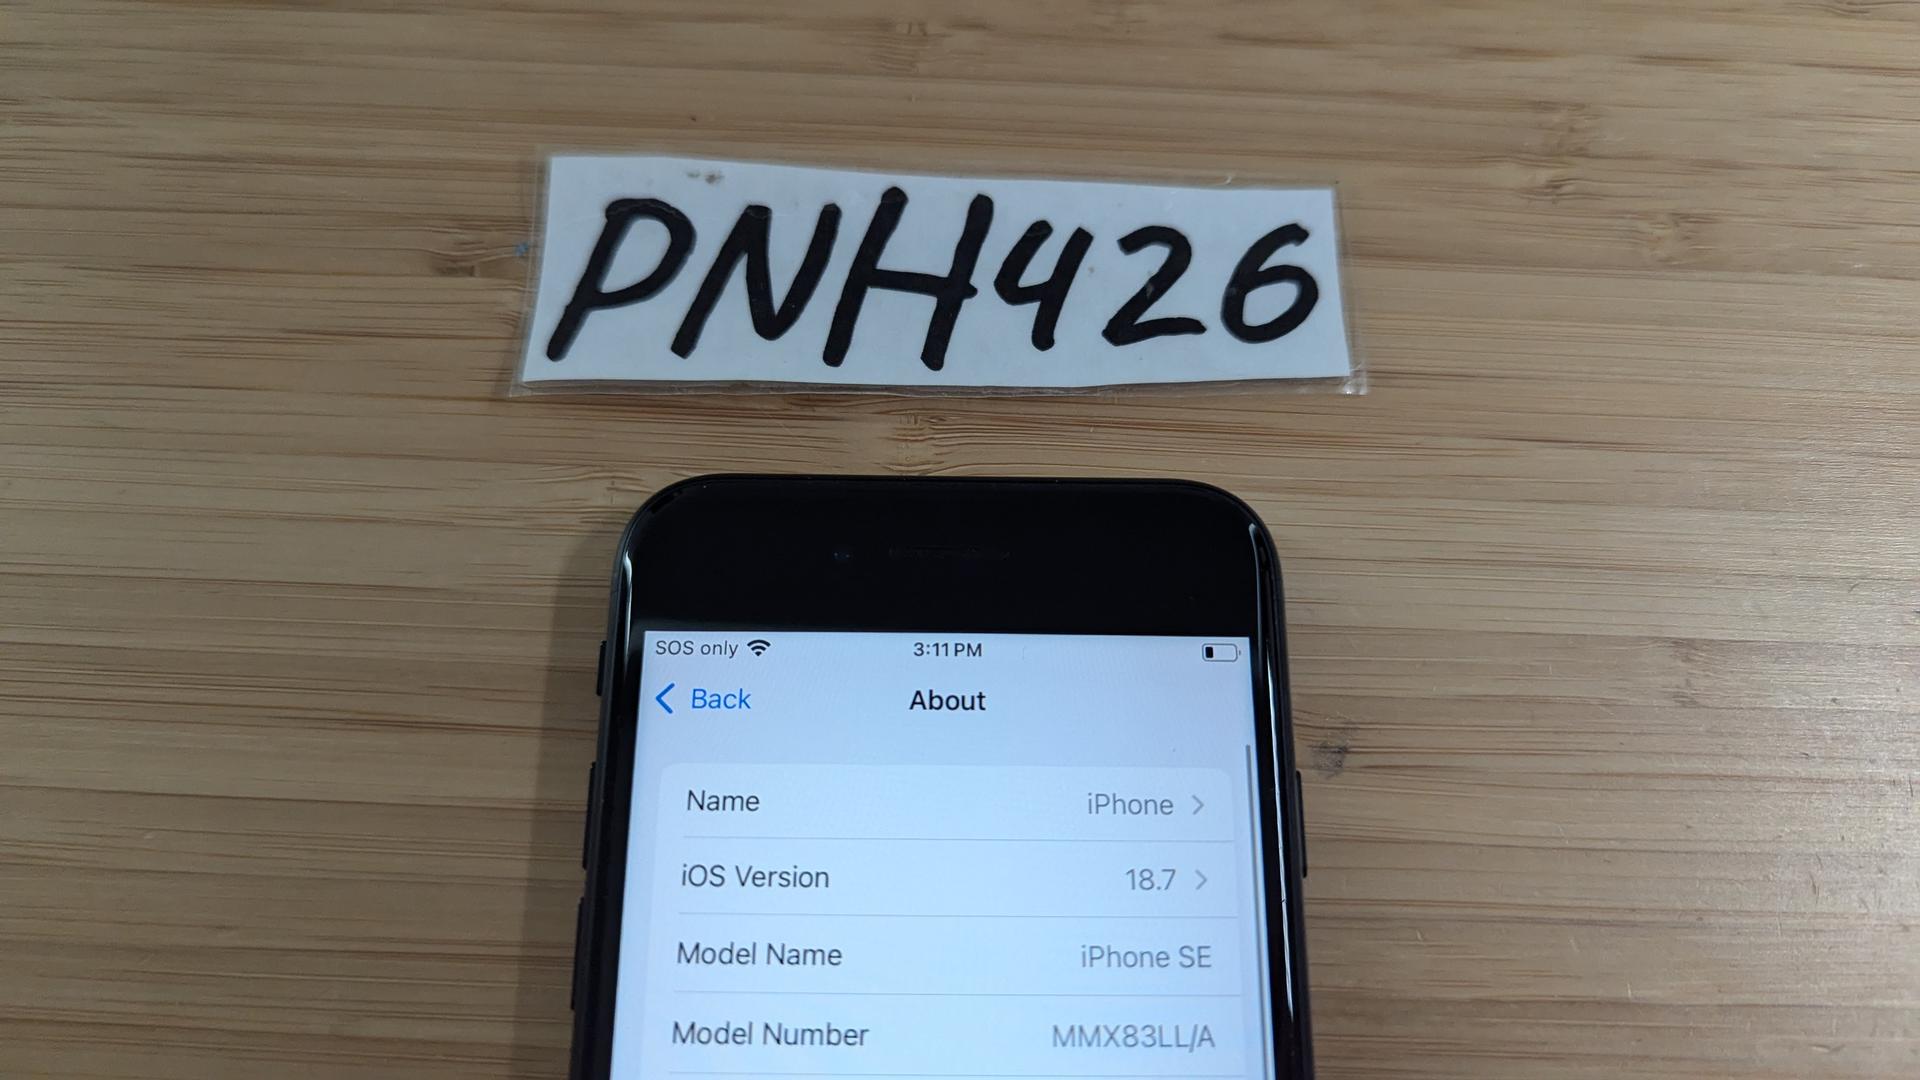 PNH426
SOS only 3:11 PM
Back About
Name iPhone
iOS Version 18.7
Model Name iPhone SE
Model Number MMX83LL/A